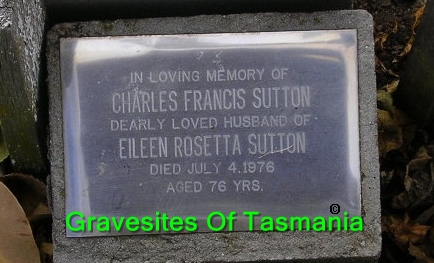 IN LOVING MEMORY OF
CHARLES FRANCIS SUTTON
DEARLY LOVED HUSBAND OF
EILEEN ROSETTA SUTTON
DIED JULY 4.1976
AGED 76 YRS.
©
Gravesites Of Tasmania